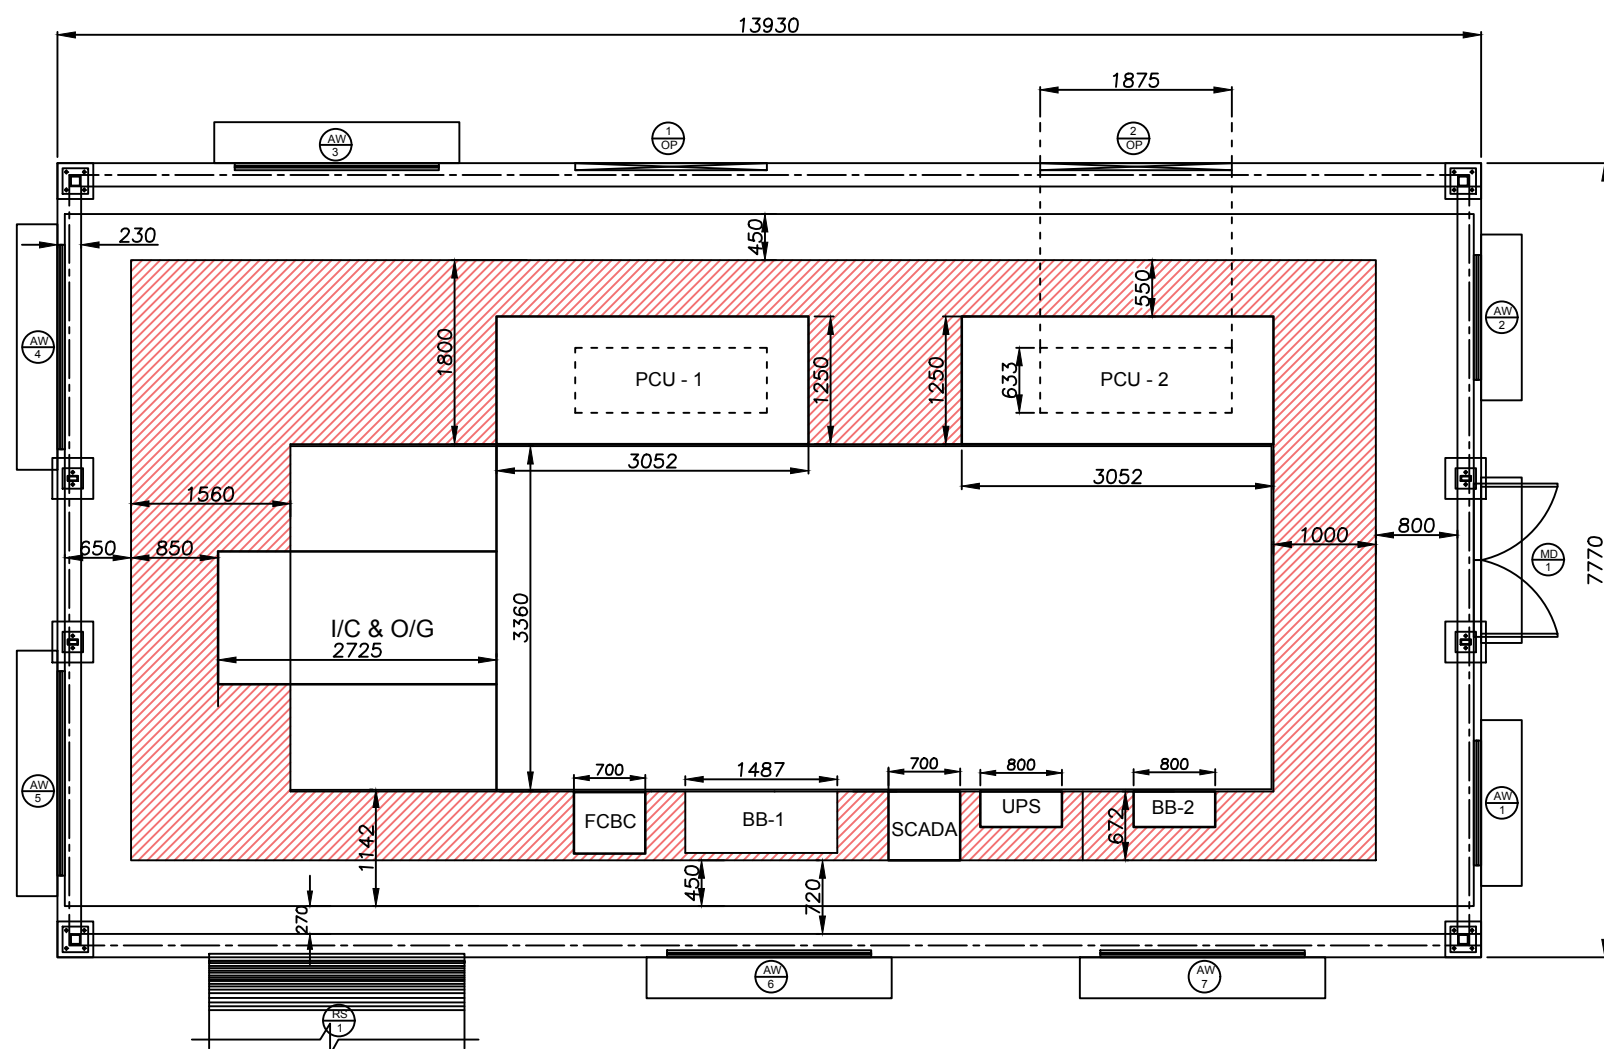 13930
1875
AW
3
1
OP
2
OP
230
450
550
AW
2
AW
4
1800
1250
1250
633
PCU - 1
PCU - 2
3052
3052
1560
650
850
1000
800
MD
1
7770
3360
I/C & O/G
2725
700
1487
700
800
800
AW
5
FCBC
BB-1
SCADA
UPS
BB-2
672
AW
1
1142
450
720
270
AW
6
AW
7
RS
1